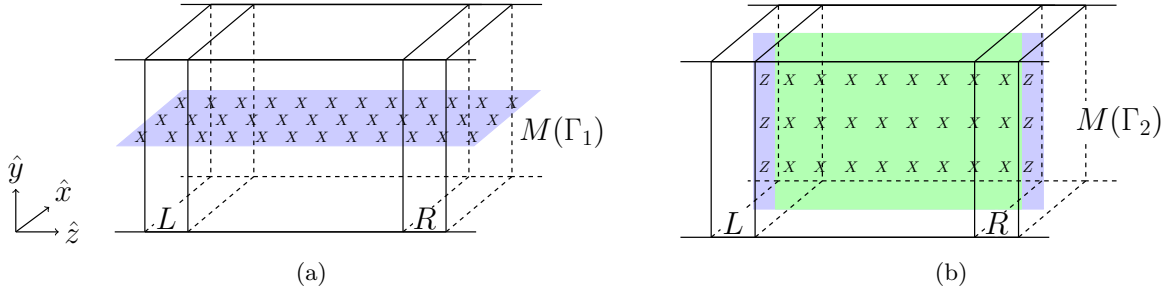 X X X X X X X X X X X X
X X X X X X X X X X X X
X X X X X X X X X X X X
M(Γ₁)
ŷ
x̂
ẑ
L
R
(a)
Z X X X X X X X X Z
Z X X X X X X X X Z
Z X X X X X X X X Z
M(Γ₂)
L
R
(b)